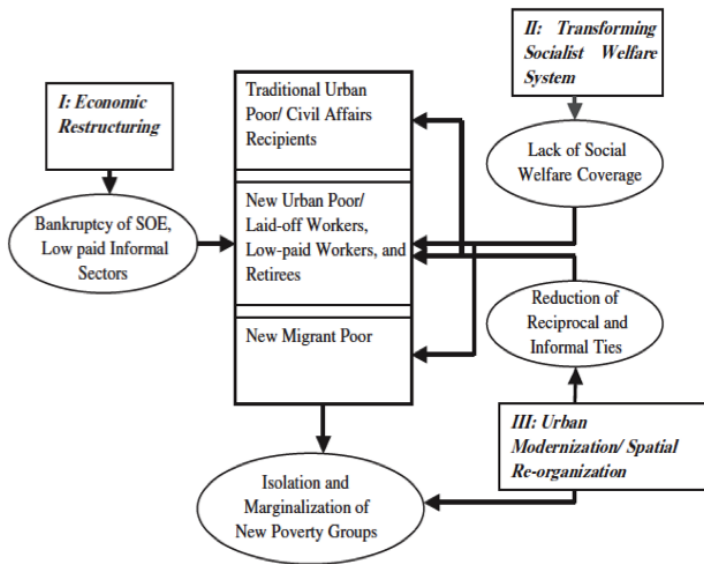 I: Economic
Restructuring
Bankruptcy of SOE,
Low paid Informal
Sectors
Traditional Urban
Poor/ Civil Affairs
Recipients
New Urban Poor/
Laid-off Workers,
Low-paid Workers, and
Retirees
New Migrant Poor
Isolation and
Marginalization of
New Poverty Groups
II: Transforming
Socialist Welfare
System
Lack of Social
Welfare Coverage
Reduction of
Reciprocal and
Informal Ties
III: Urban
Modernization/ Spatial
Re-organization